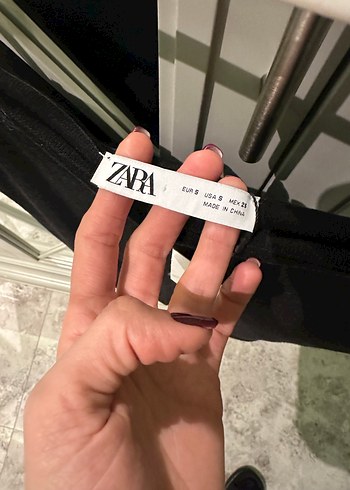 ZARA
EUR S USA S MEX 26
MADE IN CHINA